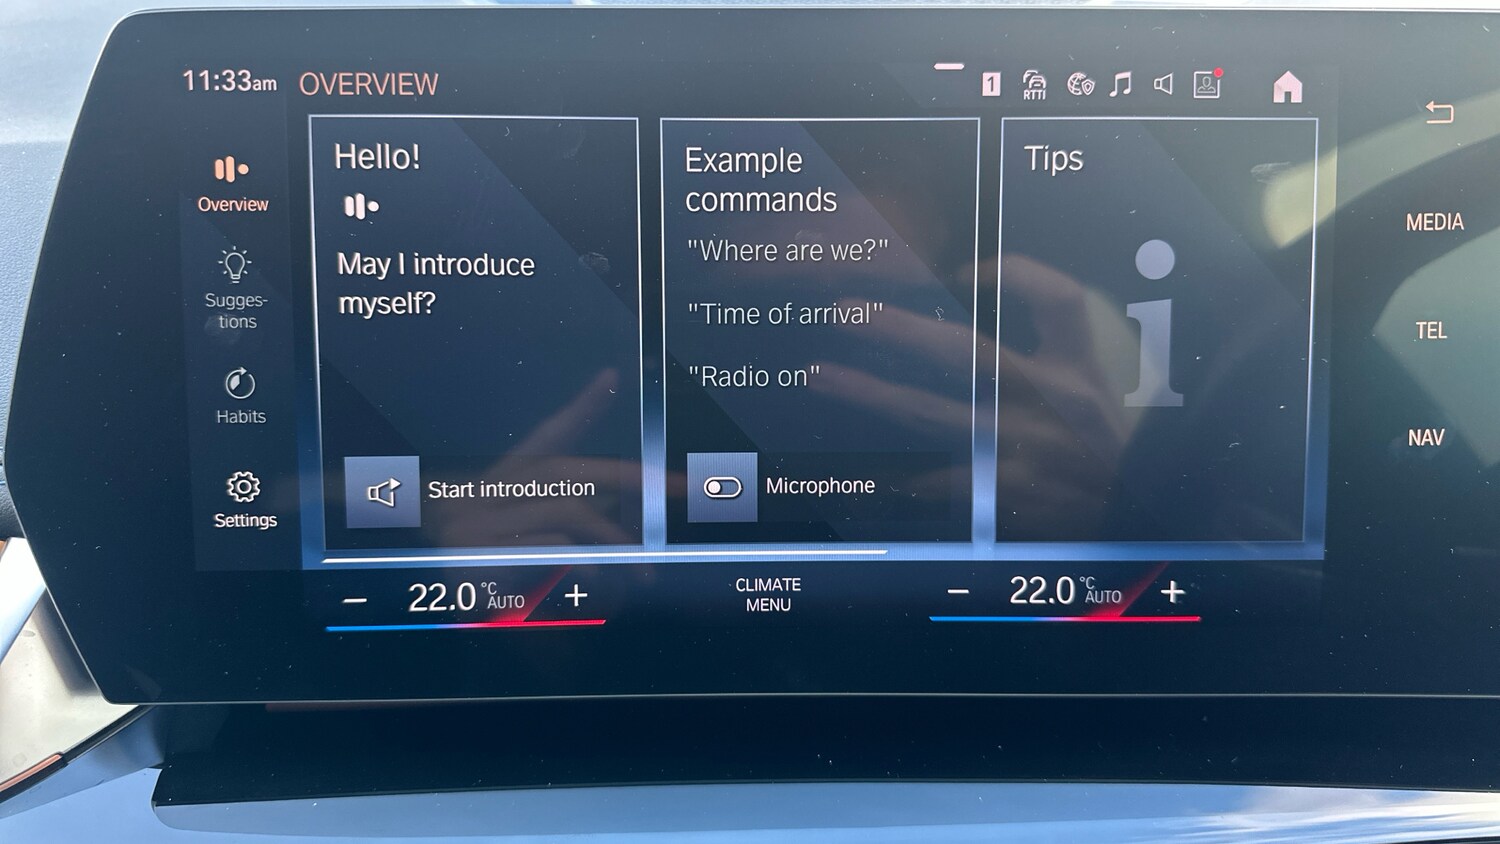 11:33am OVERVIEW
1 RTTI
Overview
Sugges-
tions
Habits
Settings
Hello!
May I introduce
myself?
Start introduction
Example
commands
"Where are we?"
"Time of arrival"
"Radio on"
Microphone
Tips
i
MEDIA
TEL
NAV
− 22.0 °C AUTO +
CLIMATE
MENU
− 22.0 °C AUTO +